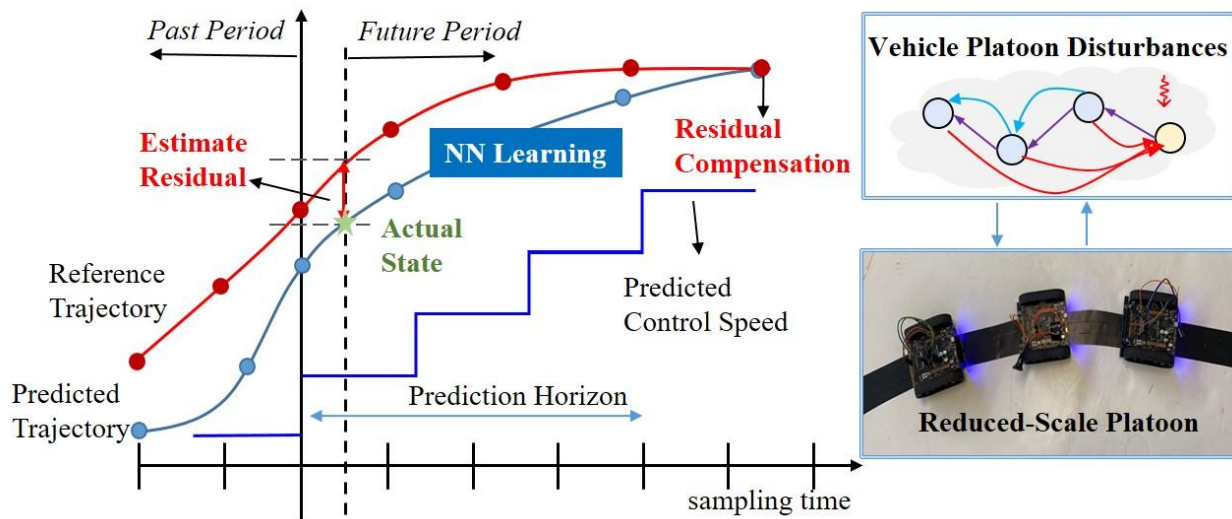 Past Period
Future Period
Estimate
Residual
NN Learning
Residual
Compensation
Actual
State
Reference
Trajectory
Predicted
Control Speed
Predicted
Trajectory
Prediction Horizon
sampling time
Vehicle Platoon Disturbances
Reduced-Scale Platoon